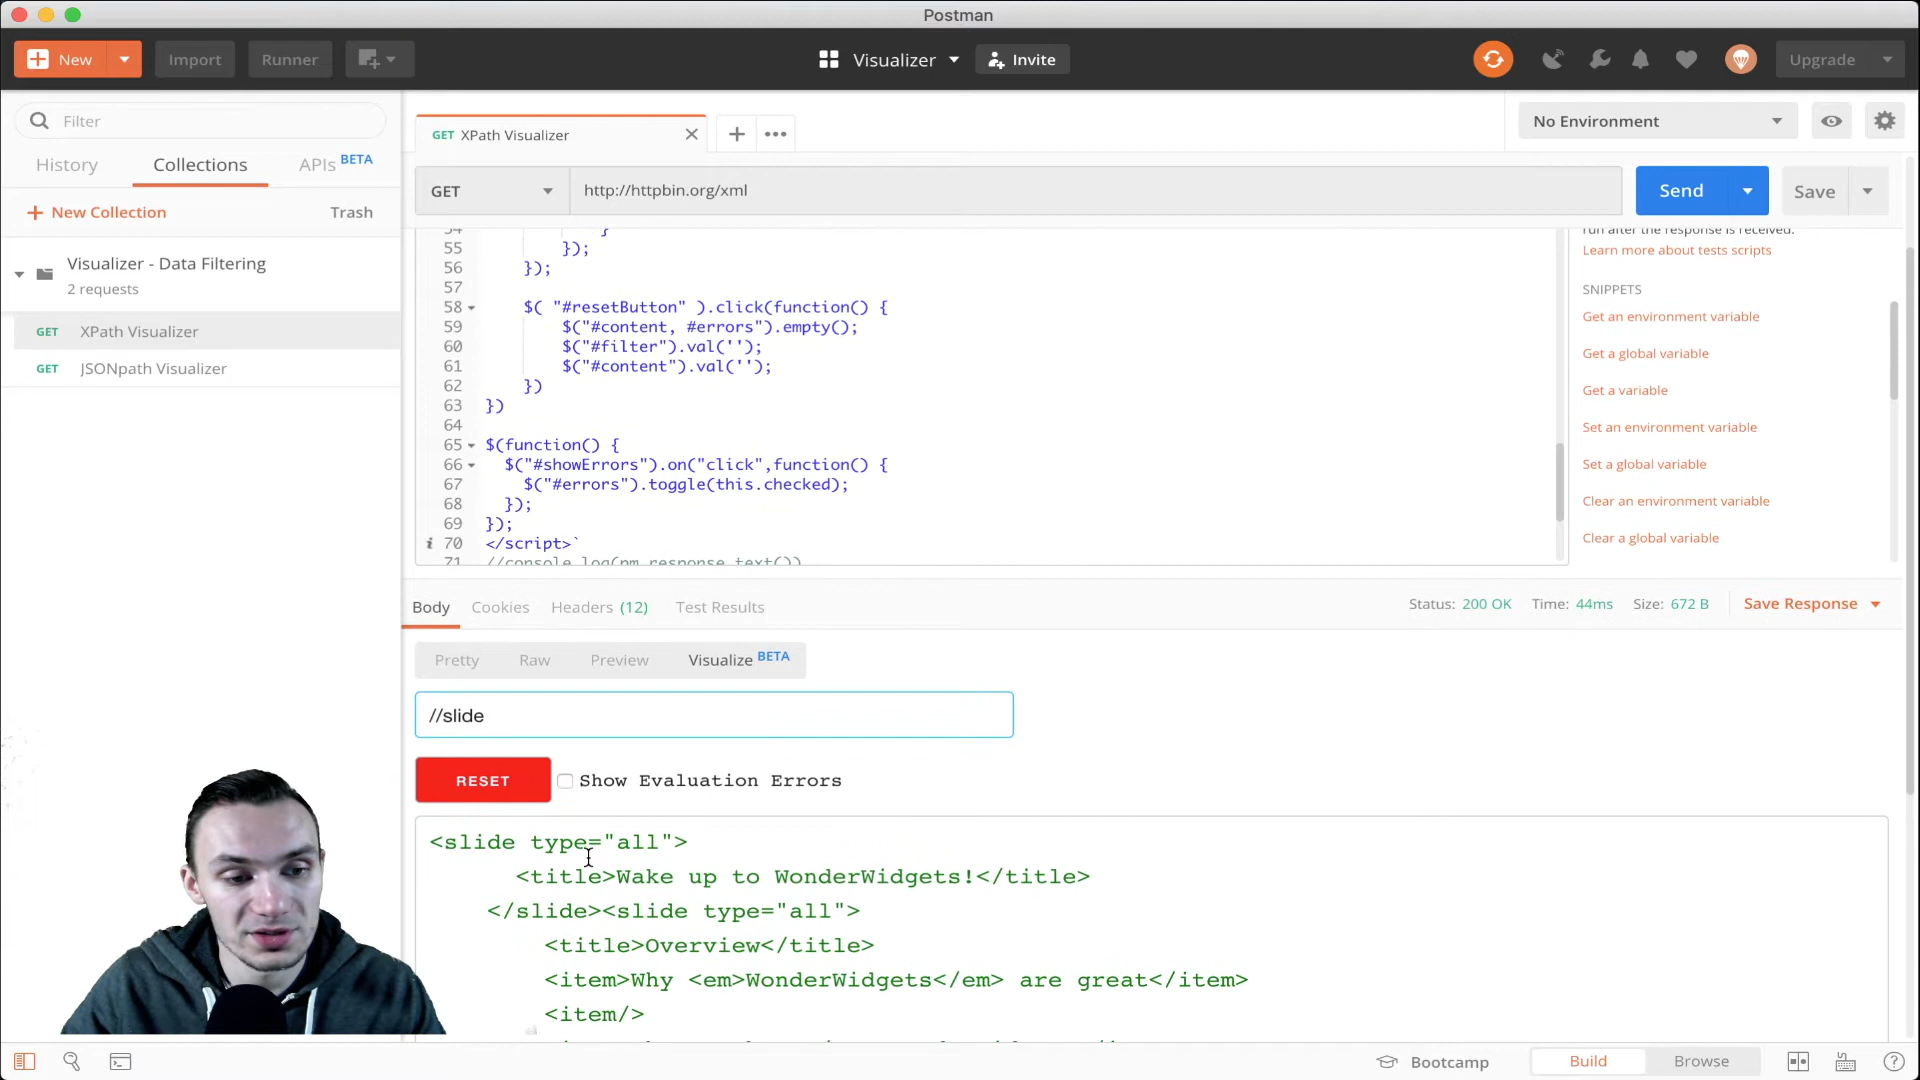 Postman
New
Import
Runner
Visualizer
Invite
Upgrade
Filter
History
Collections
APIs BETA
New Collection
Trash
Visualizer - Data Filtering
2 requests
GET XPath Visualizer
GET JSONpath Visualizer
GET XPath Visualizer
No Environment
GET
http://httpbin.org/xml
Send
Save
54 }
55 });
56 });
57
58 $( "#resetButton" ).click(function() {
59 $("#content, #errors").empty();
60 $("#filter").val('');
61 $("#content").val('');
62 })
63 })
64
65 $(function() {
66 $("#showErrors").on("click",function() {
67 $("#errors").toggle(this.checked);
68 });
69 });
70 </script>`
71 //console.log(pm.response.text())
run after the response is received.
Learn more about tests scripts
SNIPPETS
Get an environment variable
Get a global variable
Get a variable
Set an environment variable
Set a global variable
Clear an environment variable
Clear a global variable
Body
Cookies
Headers (12)
Test Results
Status: 200 OK
Time: 44ms
Size: 672 B
Save Response
Pretty
Raw
Preview
Visualize BETA
//slide
RESET
Show Evaluation Errors
<slide type="all">
<title>Wake up to WonderWidgets!</title>
</slide><slide type="all">
<title>Overview</title>
<item>Why <em>WonderWidgets</em> are great</item>
<item/>
Bootcamp
Build
Browse